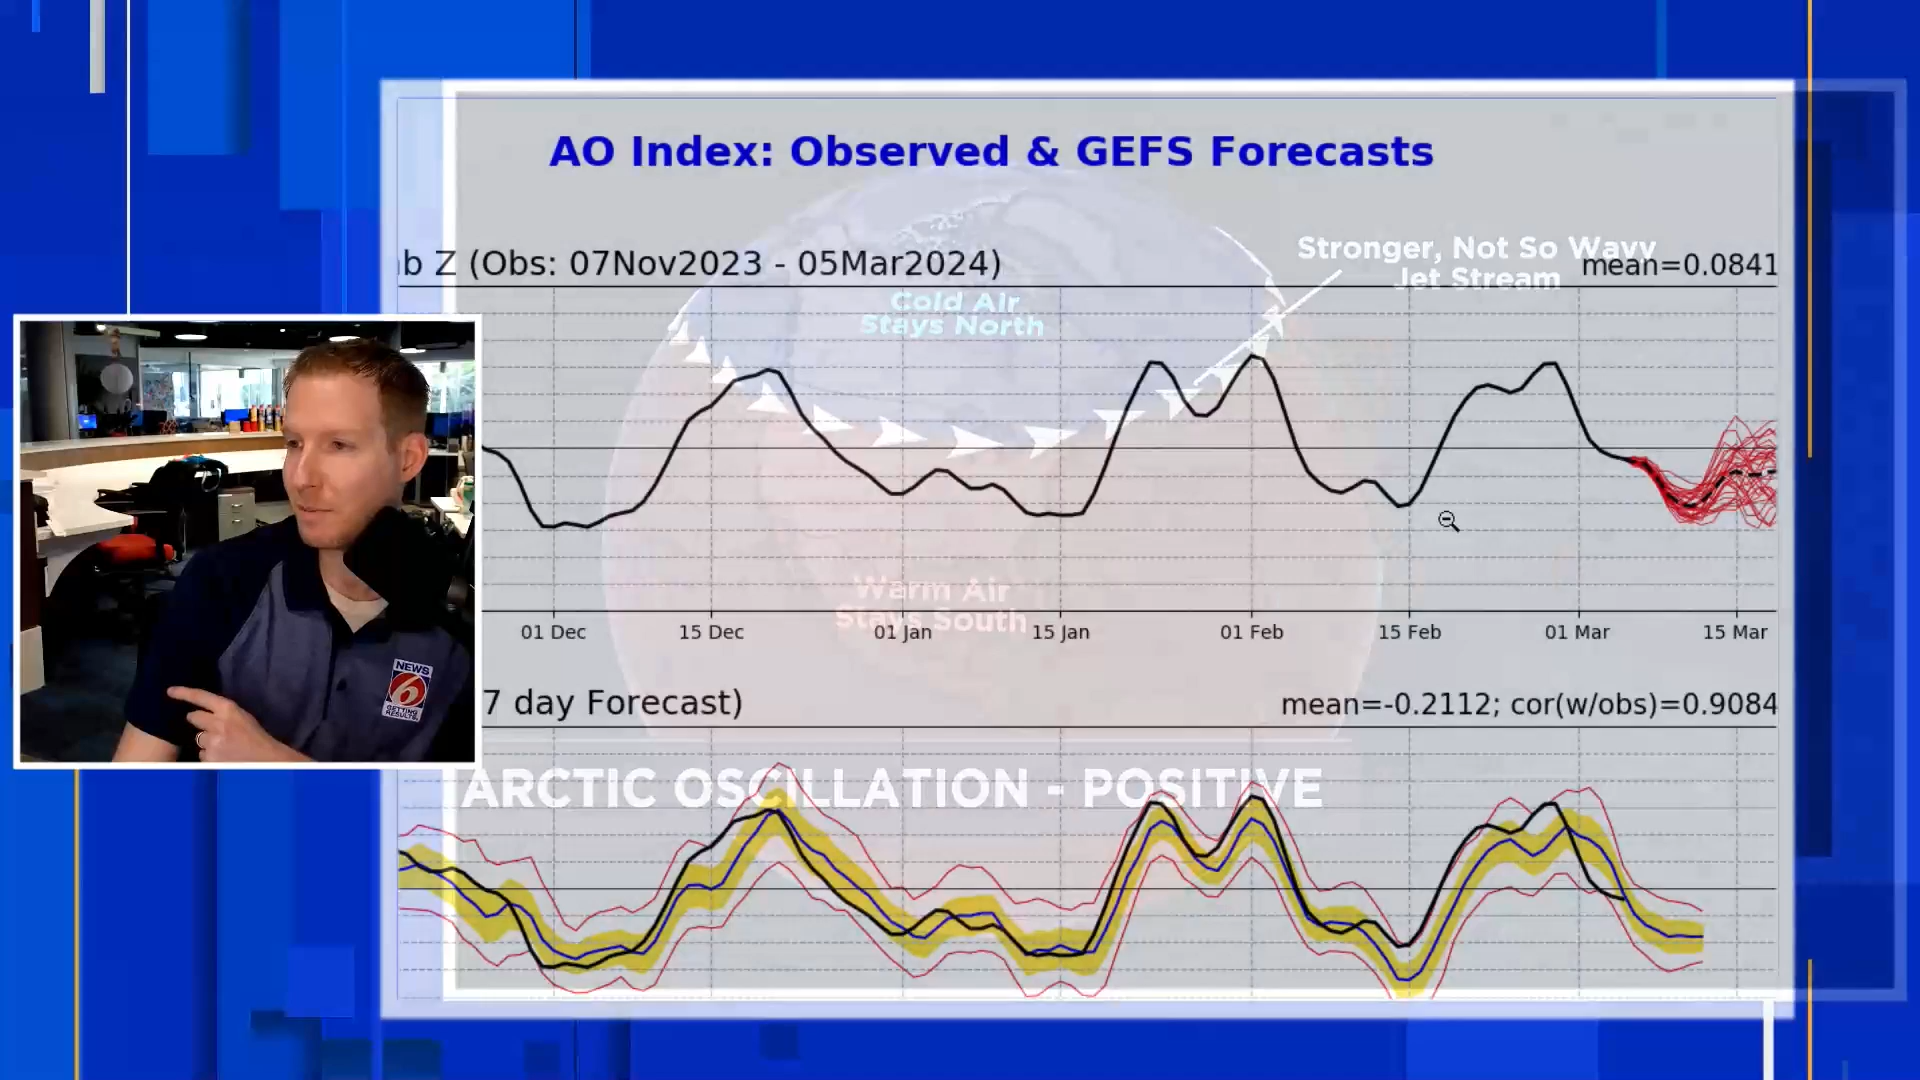 AO Index: Observed & GEFS Forecasts
b Z (Obs: 07Nov2023 - 05Mar2024)
mean=0.0841
Stronger, Not So Wavy
Jet Stream
Cold Air
Stays North
Warm Air
Stays South
01 Dec
15 Dec
01 Jan
15 Jan
01 Feb
15 Feb
01 Mar
15 Mar
7 day Forecast)
mean=-0.2112; cor(w/obs)=0.9084
ARCTIC OSCILLATION - POSITIVE
NEWS
6
GETTING
RESULTS